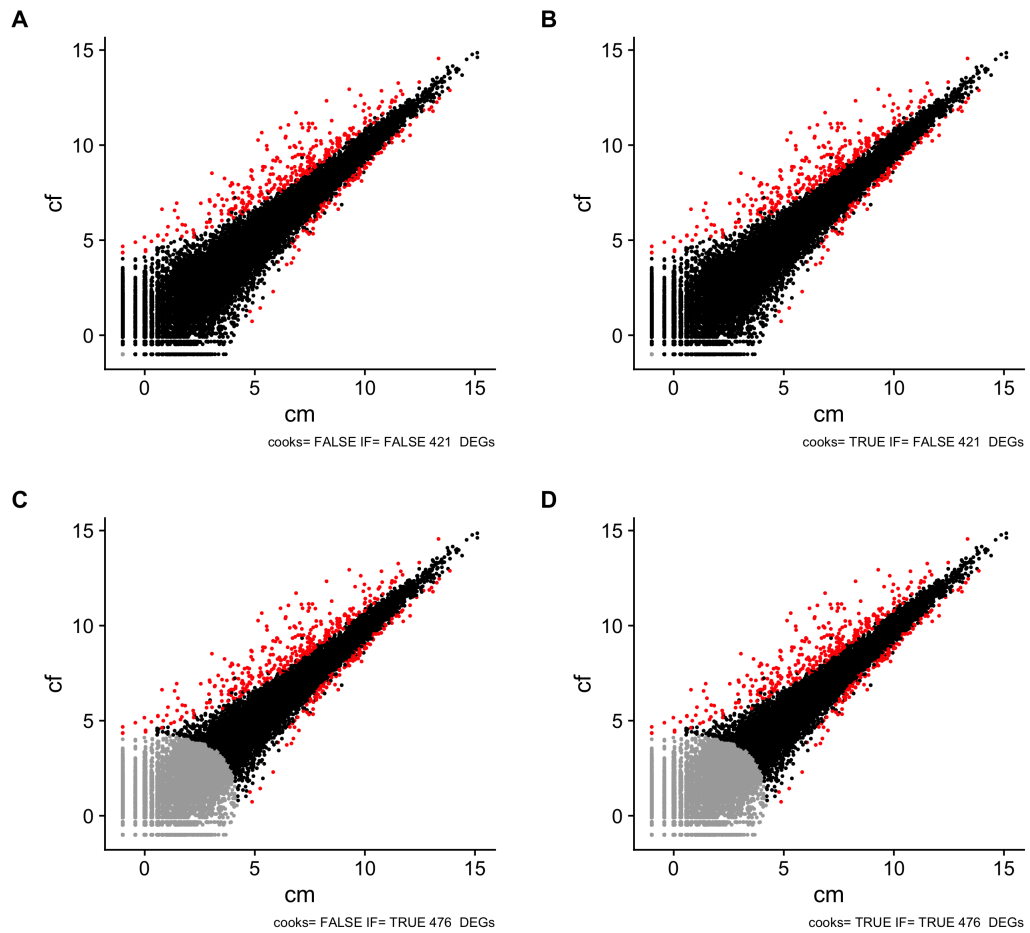 A
B
15
10
5
0
cf
0 5 10 15
cm
cooks= FALSE IF= FALSE 421 DEGs
15
10
5
0
cf
0 5 10 15
cm
cooks= TRUE IF= FALSE 421 DEGs
C
D
15
10
5
0
cf
0 5 10 15
cm
cooks= FALSE IF= TRUE 476 DEGs
15
10
5
0
cf
0 5 10 15
cm
cooks= TRUE IF= TRUE 476 DEGs